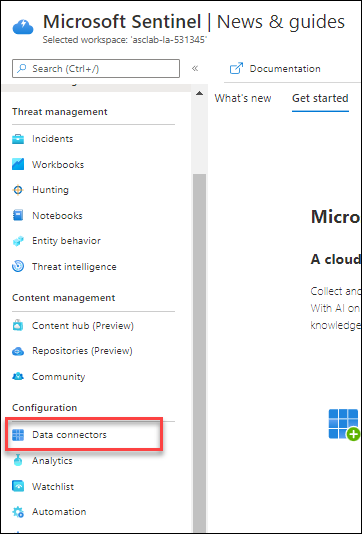 Microsoft Sentinel | News & guides
Selected workspace: 'asclab-la-531345'
Search (Ctrl+/)
«
Documentation
What's new
Get started
Threat management
Incidents
Workbooks
Hunting
Notebooks
Entity behavior
Threat intelligence
Content management
Content hub (Preview)
Repositories (Preview)
Community
Configuration
Data connectors
Analytics
Watchlist
Automation
Micro
A cloud
Collect and
With AI on
knowledge